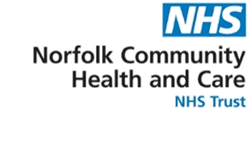 NHS
Norfolk Community
Health and Care
NHS Trust